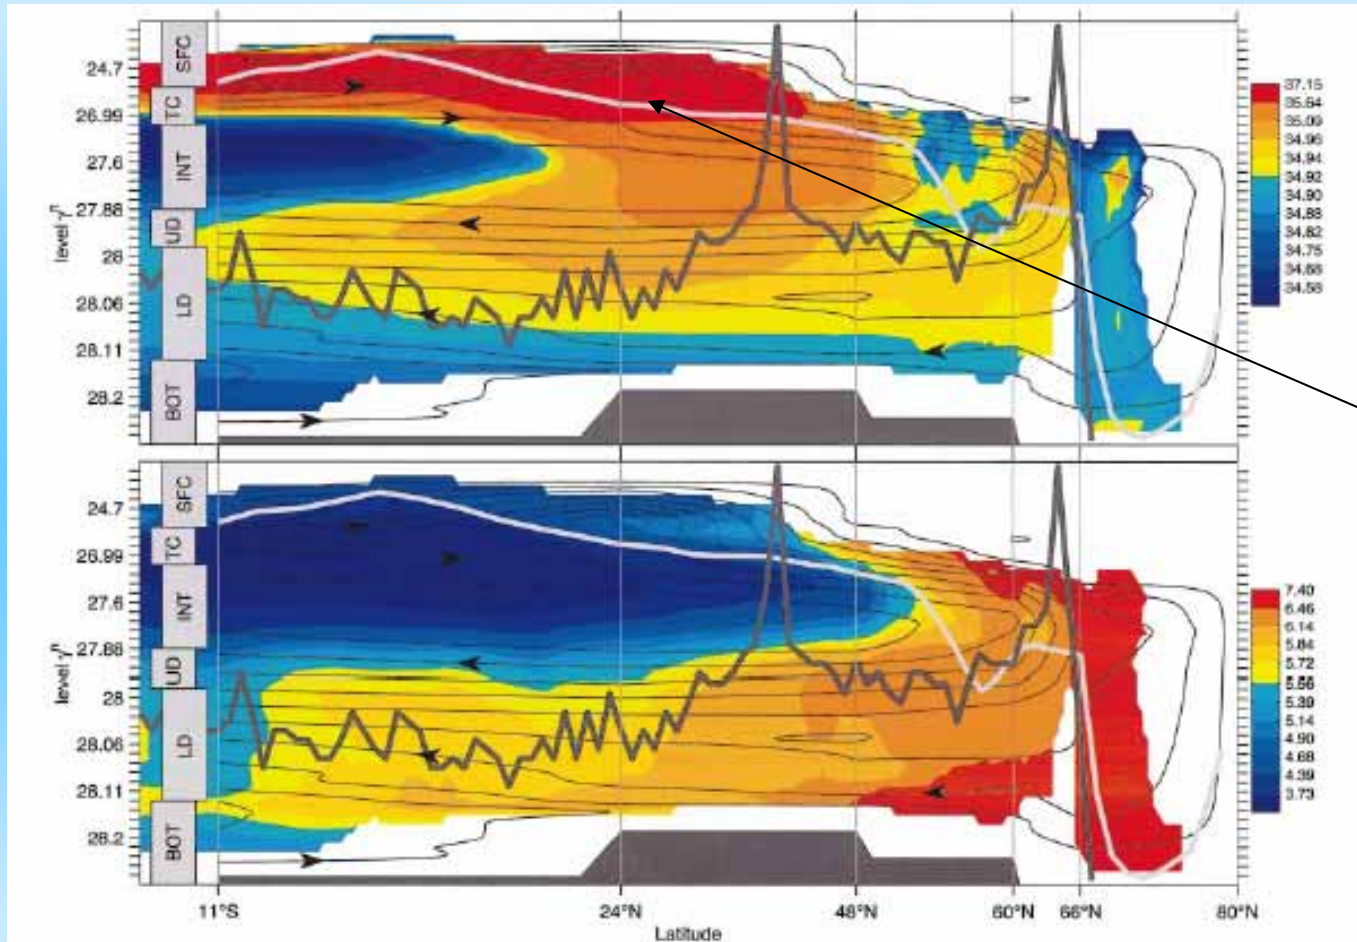 SFC
TC
INT
UD
LD
BOT
24.7
26.99
27.6
27.88
28
28.06
28.11
28.2
level γⁿ
37.15
35.64
35.09
34.96
34.94
34.92
34.90
34.88
34.82
34.75
34.68
34.58
SFC
TC
INT
UD
LD
BOT
24.7
26.99
27.6
27.88
28
28.06
28.11
28.2
level γⁿ
7.40
6.46
6.14
5.84
5.72
5.56
5.39
5.14
4.90
4.68
4.39
3.73
11°S
24°N
48°N
60°N
66°N
80°N
Latitude